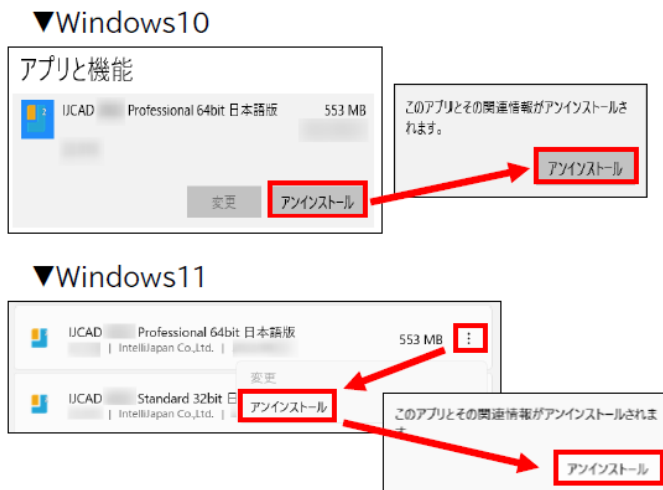 ▼Windows10
アプリと機能
IJCAD Professional 64bit 日本語版 553 MB
変更 アンインストール
このアプリとその関連情報がアンインストールさ
れます。
アンインストール
▼Windows11
IJCAD Professional 64bit 日本語版 553 MB
| IntelliJapan Co.,Ltd. |
変更
IJCAD Standard 32bit 日
アンインストール
| IntelliJapan Co.,Ltd. |
このアプリとその関連情報がアンインストールされま
す
アンインストール